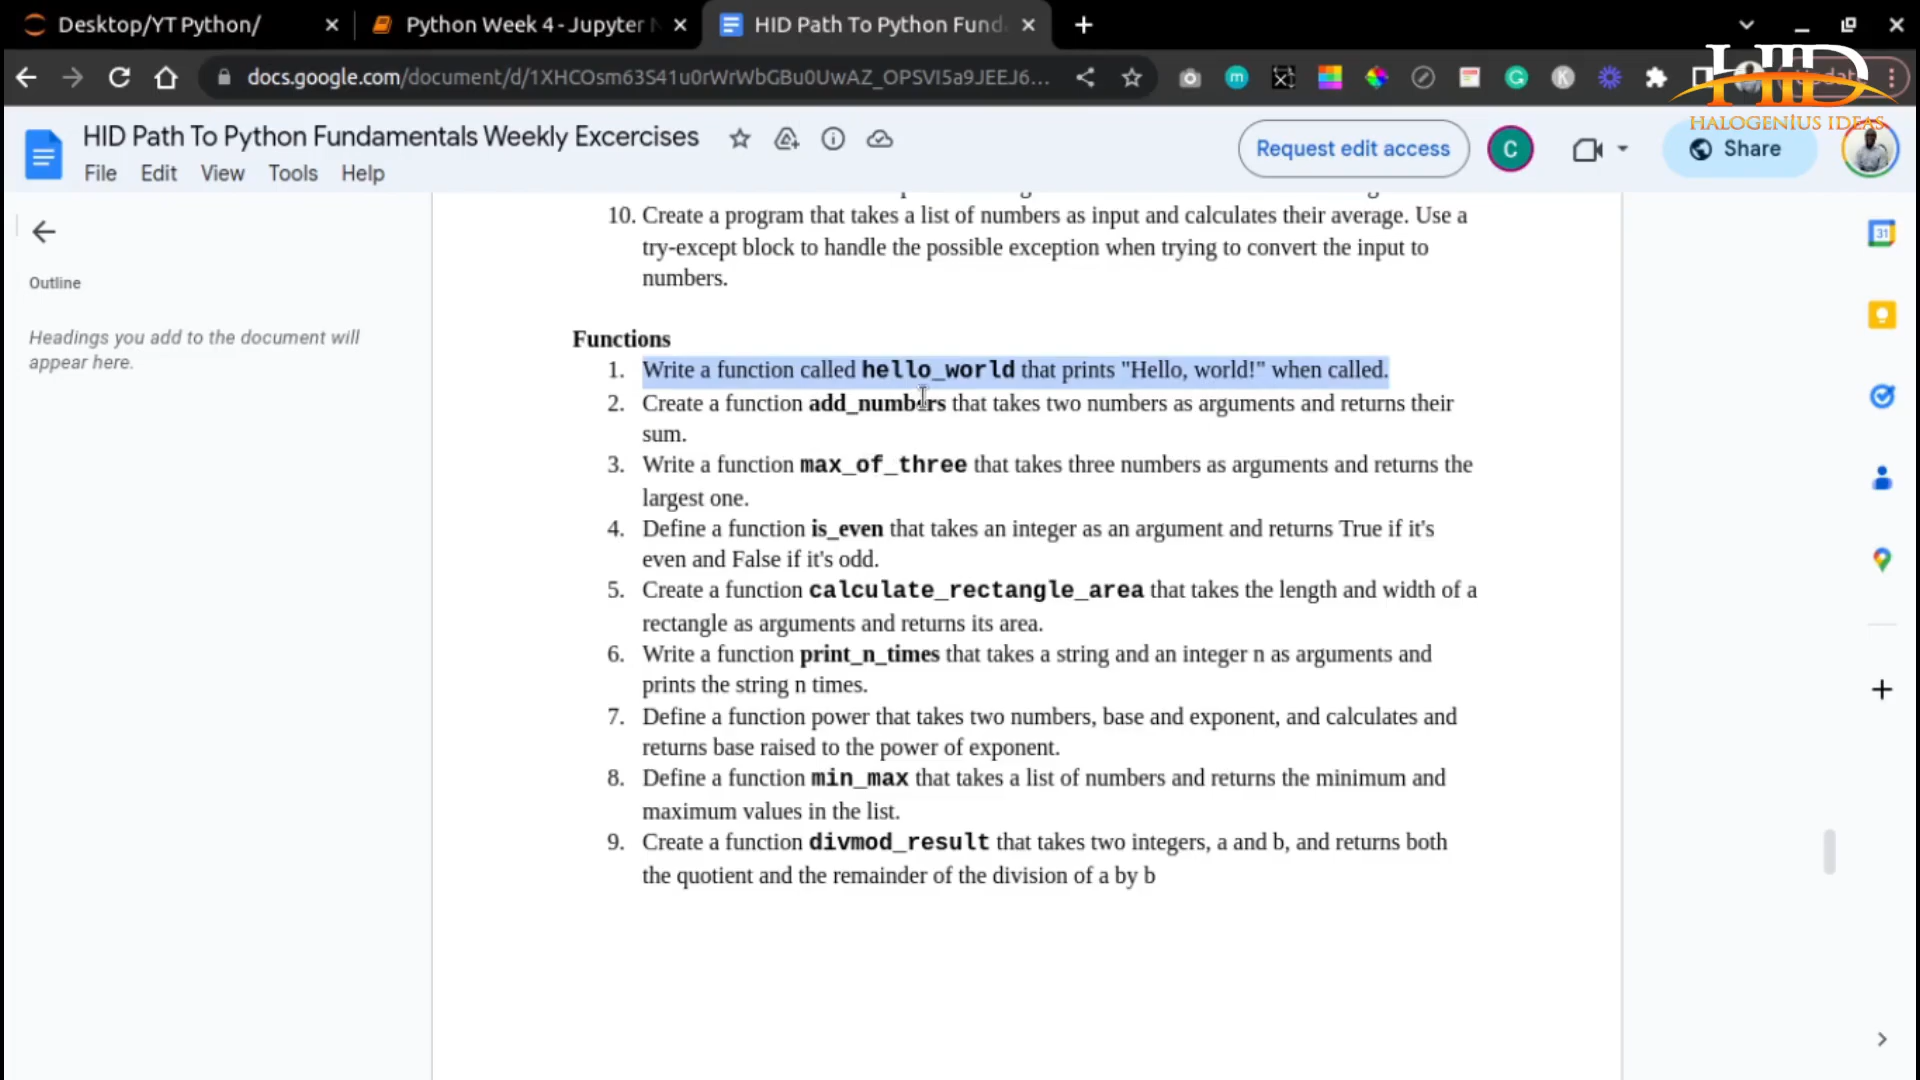 Desktop/YT Python/
Python Week 4 - Jupyter
HID Path To Python Fund
docs.google.com/document/d/1XHCOsm63S41u0rWrWbGBu0UwAZ_OPSVI5a9JEEJ6...
HID
HALOGENIUS IDEAS
HID Path To Python Fundamentals Weekly Excercises
Request edit access
C
Share
File Edit View Tools Help
Outline
Headings you add to the document will
appear here.
10. Create a program that takes a list of numbers as input and calculates their average. Use a
try-except block to handle the possible exception when trying to convert the input to
numbers.
Functions
1. Write a function called hello_world that prints "Hello, world!" when called.
2. Create a function add_numbers that takes two numbers as arguments and returns their
sum.
3. Write a function max_of_three that takes three numbers as arguments and returns the
largest one.
4. Define a function is_even that takes an integer as an argument and returns True if it's
even and False if it's odd.
5. Create a function calculate_rectangle_area that takes the length and width of a
rectangle as arguments and returns its area.
6. Write a function print_n_times that takes a string and an integer n as arguments and
prints the string n times.
7. Define a function power that takes two numbers, base and exponent, and calculates and
returns base raised to the power of exponent.
8. Define a function min_max that takes a list of numbers and returns the minimum and
maximum values in the list.
9. Create a function divmod_result that takes two integers, a and b, and returns both
the quotient and the remainder of the division of a by b
31